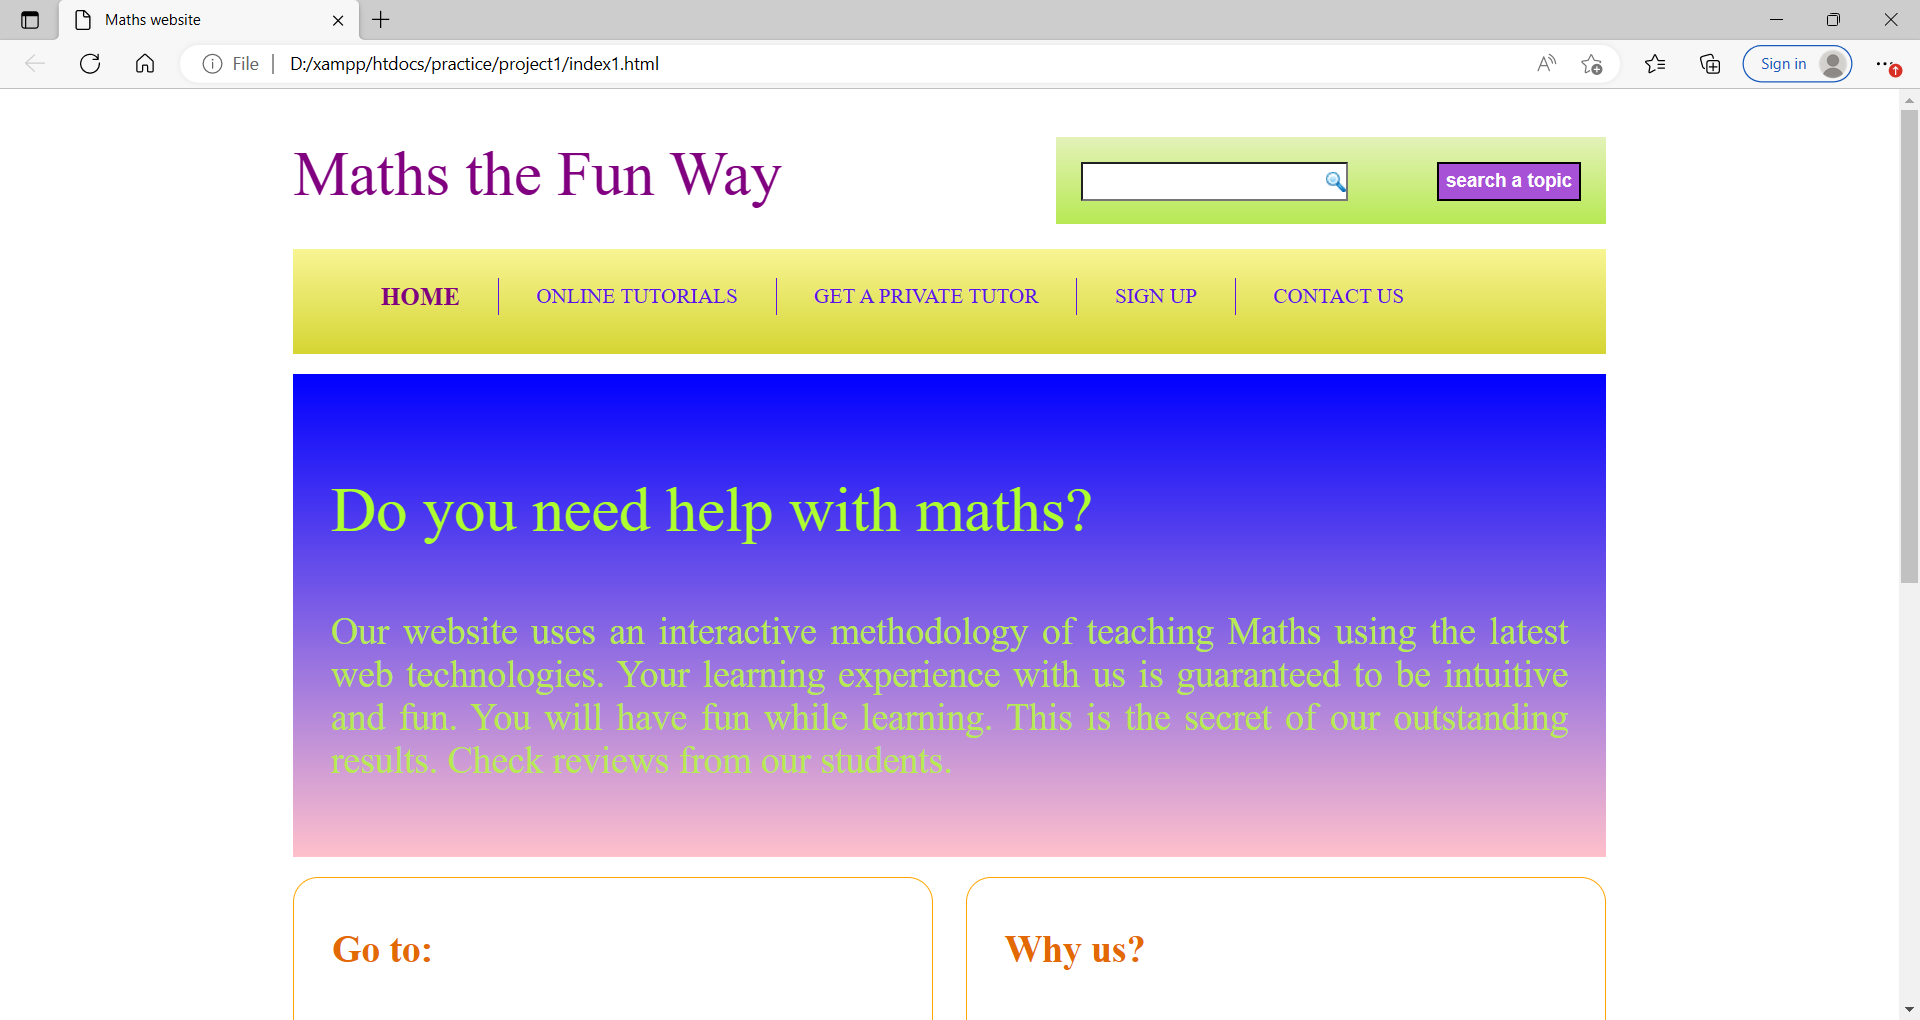 Maths website
File
D:/xampp/htdocs/practice/project1/index1.html
Sign in
Maths the Fun Way
search a topic
HOME
ONLINE TUTORIALS
GET A PRIVATE TUTOR
SIGN UP
CONTACT US
Do you need help with maths?
Our website uses an interactive methodology of teaching Maths using the latest
web technologies. Your learning experience with us is guaranteed to be intuitive
and fun. You will have fun while learning. This is the secret of our outstanding
results. Check reviews from our students.
Go to:
Why us?